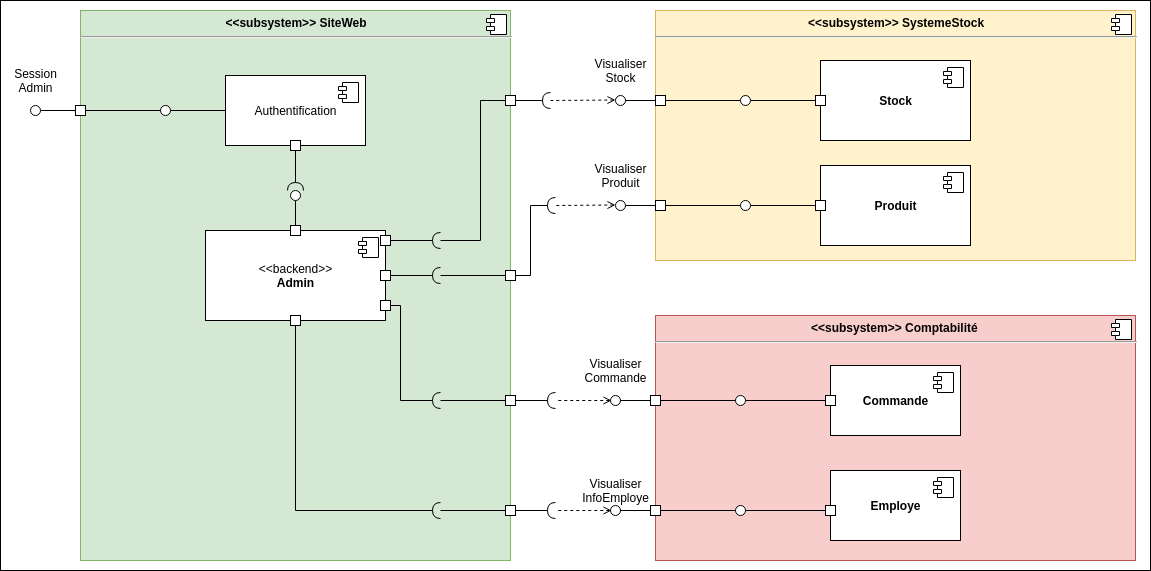 <<subsystem>> SiteWeb
Session
Admin
Authentification
<<backend>>
Admin
<<subsystem>> SystemeStock
Visualiser
Stock
Stock
Visualiser
Produit
Produit
<<subsystem>> Comptabilité
Visualiser
Commande
Commande
Visualiser
InfoEmploye
Employe